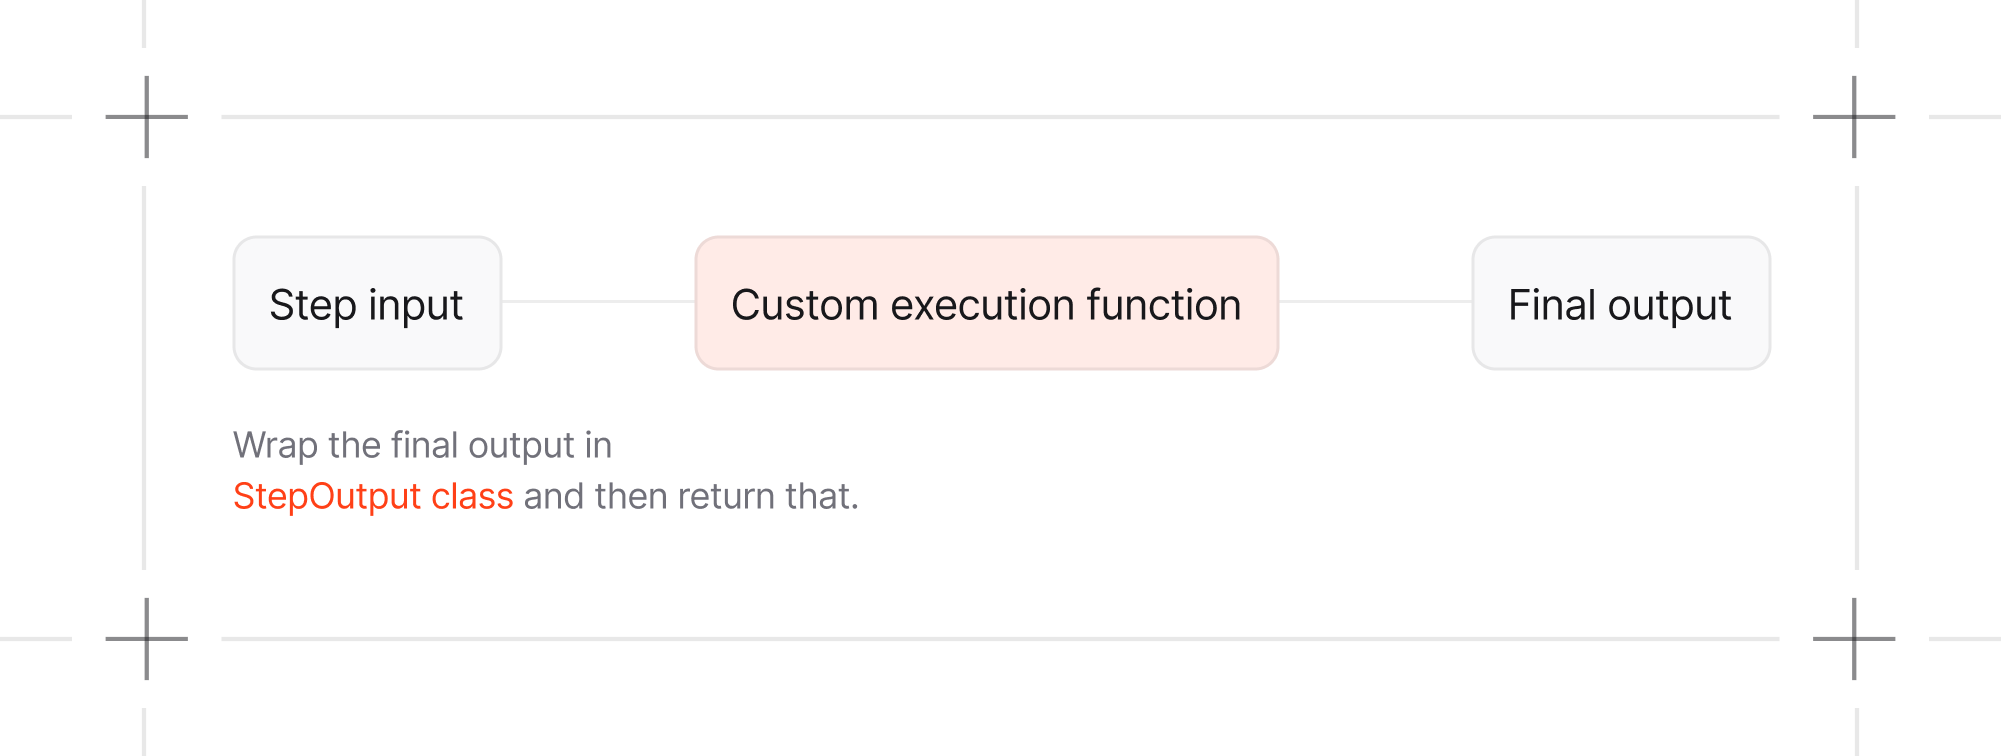 Step input
Custom execution function
Final output
Wrap the final output in
StepOutput class and then return that.